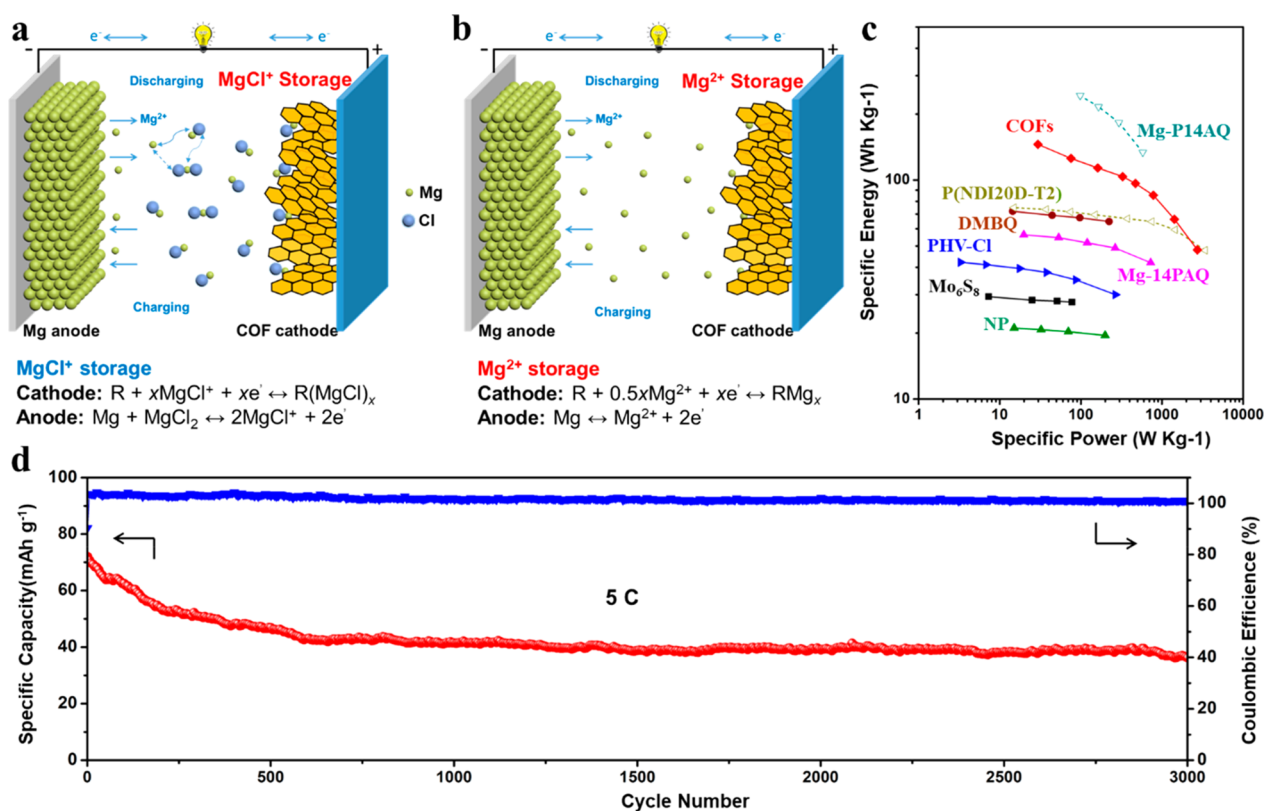 a
e⁻
e⁻
−
+
Discharging
MgCl⁺ Storage
Mg²⁺
Charging
Mg anode
COF cathode
Mg
Cl
MgCl⁺ storage
Cathode: R + xMgCl⁺ + xe' ↔ R(MgCl)ₓ
Anode: Mg + MgCl₂ ↔ 2MgCl⁺ + 2e'
b
e⁻
e⁻
−
+
Discharging
Mg²⁺ Storage
Mg²⁺
Charging
Mg anode
COF cathode
Mg²⁺ storage
Cathode: R + 0.5xMg²⁺ + xe' ↔ RMgₓ
Anode: Mg ↔ Mg²⁺ + 2e'
c
Specific Energy (Wh Kg-1)
100
10
COFs
Mg-P14AQ
P(NDI20D-T2)
DMBQ
PHV-Cl
Mg-14PAQ
Mo₆S₈
NP
1
10
100
1000
10000
Specific Power (W Kg-1)
d
Specific Capacity(mAh g⁻¹)
100
80
60
40
20
0
5 C
100
80
60
40
20
0
Coulombic Efficience (%)
0
500
1000
1500
2000
2500
3000
Cycle Number